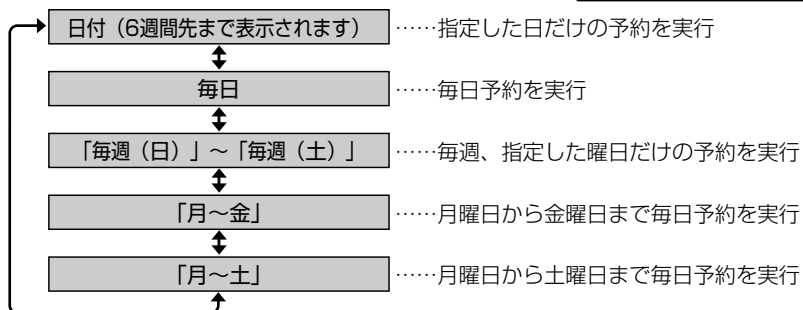 日付（6週間先まで表示されます）……指定した日だけの予約を実行
毎日……毎日予約を実行
「毎週（日）」～「毎週（土）」……毎週、指定した曜日だけの予約を実行
「月～金」……月曜日から金曜日まで毎日予約を実行
「月～土」……月曜日から土曜日まで毎日予約を実行